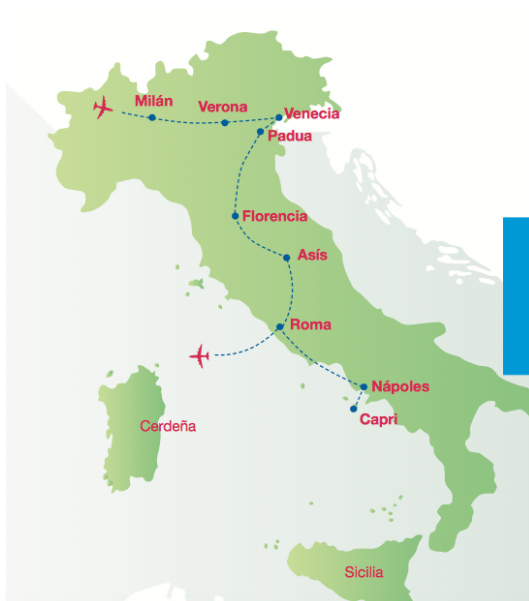 Milán
Verona
Venecia
Padua
Florencia
Asís
Roma
Nápoles
Capri
Cerdeña
Sicilia